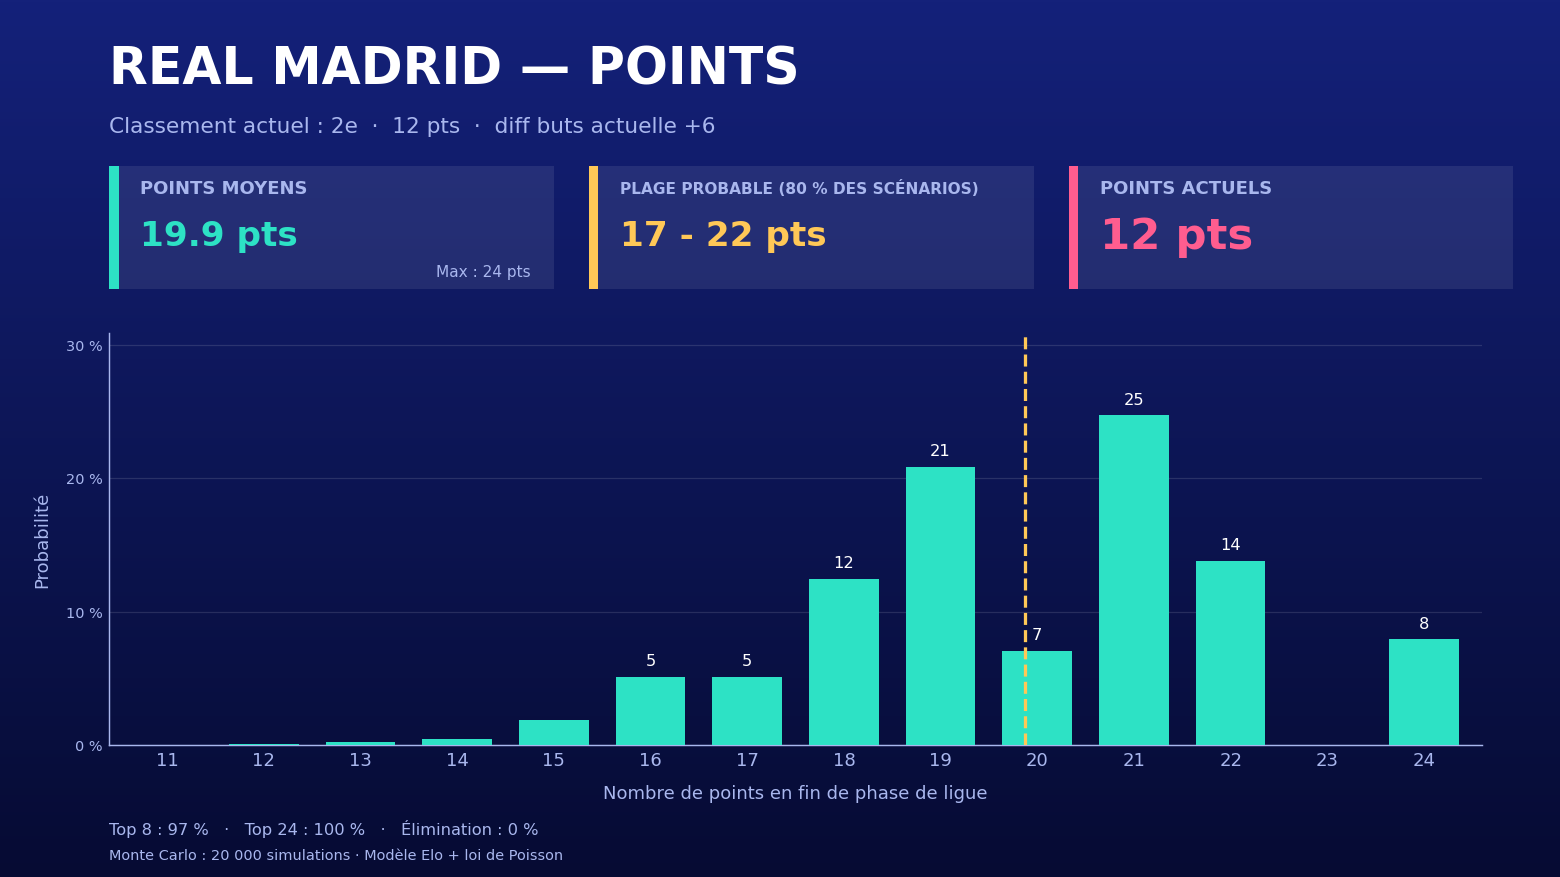 REAL MADRID — POINTS
Classement actuel : 2e · 12 pts · diff buts actuelle +6
POINTS MOYENS
19.9 pts
Max : 24 pts
PLAGE PROBABLE (80 % DES SCÉNARIOS)
17 - 22 pts
POINTS ACTUELS
12 pts
Probabilité
30 %
20 %
10 %
0 %
5
5
12
21
7
25
14
8
11 12 13 14 15 16 17 18 19 20 21 22 23 24
Nombre de points en fin de phase de ligue
Top 8 : 97 % · Top 24 : 100 % · Élimination : 0 %
Monte Carlo : 20 000 simulations · Modèle Elo + loi de Poisson